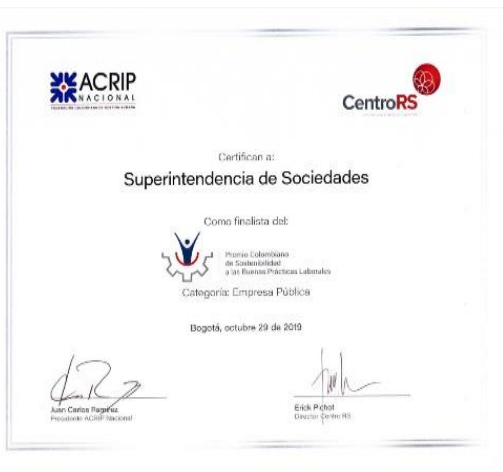 ACRIP
NACIONAL
CentroRS
Certifican a:
Superintendencia de Sociedades
Como finalista del:
Premio Colombiano
de Sostenibilidad
a las Buenas Prácticas Laborales
Categoría: Empresa Pública
Bogotá, octubre 29 de 2019
Juan Carlos Ramírez
Presidente ACRIP Nacional
Erick Pichot
Director Centro RS